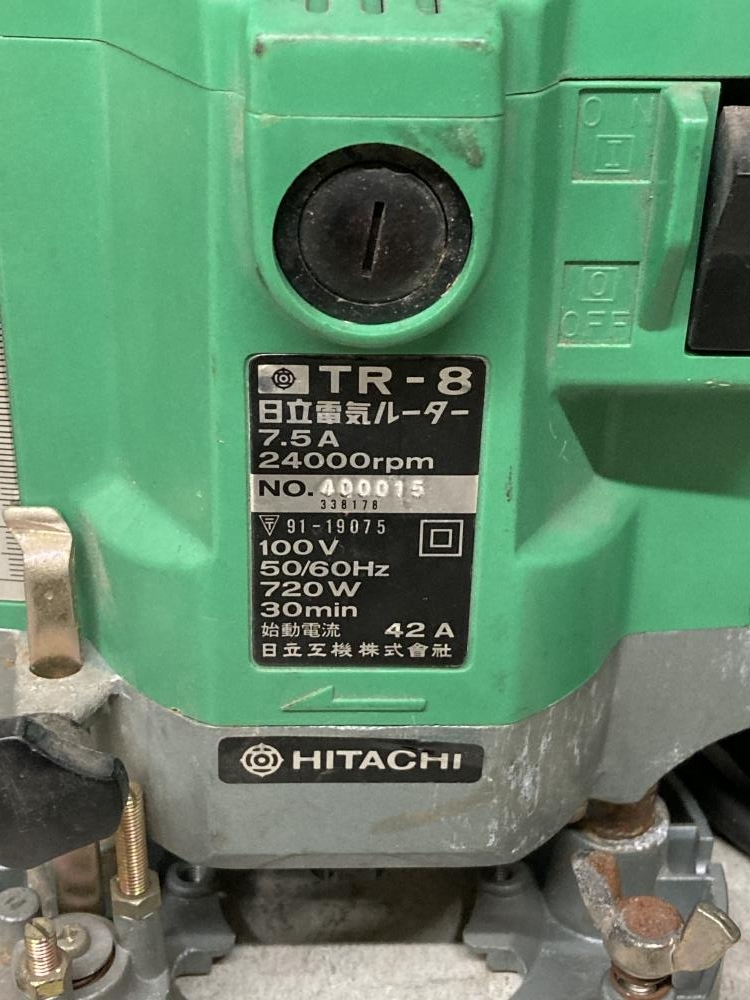 ON
I
O
OFF
TR-8
日立電気ルーター
7.5A
24000rpm
NO. 400015
338178
〒 91-19075
100V
50/60Hz
720W
30min
始動電流 42A
日立工機株式會社
HITACHI